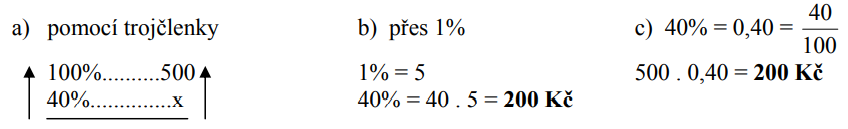 a) pomocí trojčlenky
100%..........500
40%..............x
b) přes 1%
1% = 5
40% = 40 . 5 = 200 Kč
c) 40% = 0,40 = 40/100
500 . 0,40 = 200 Kč